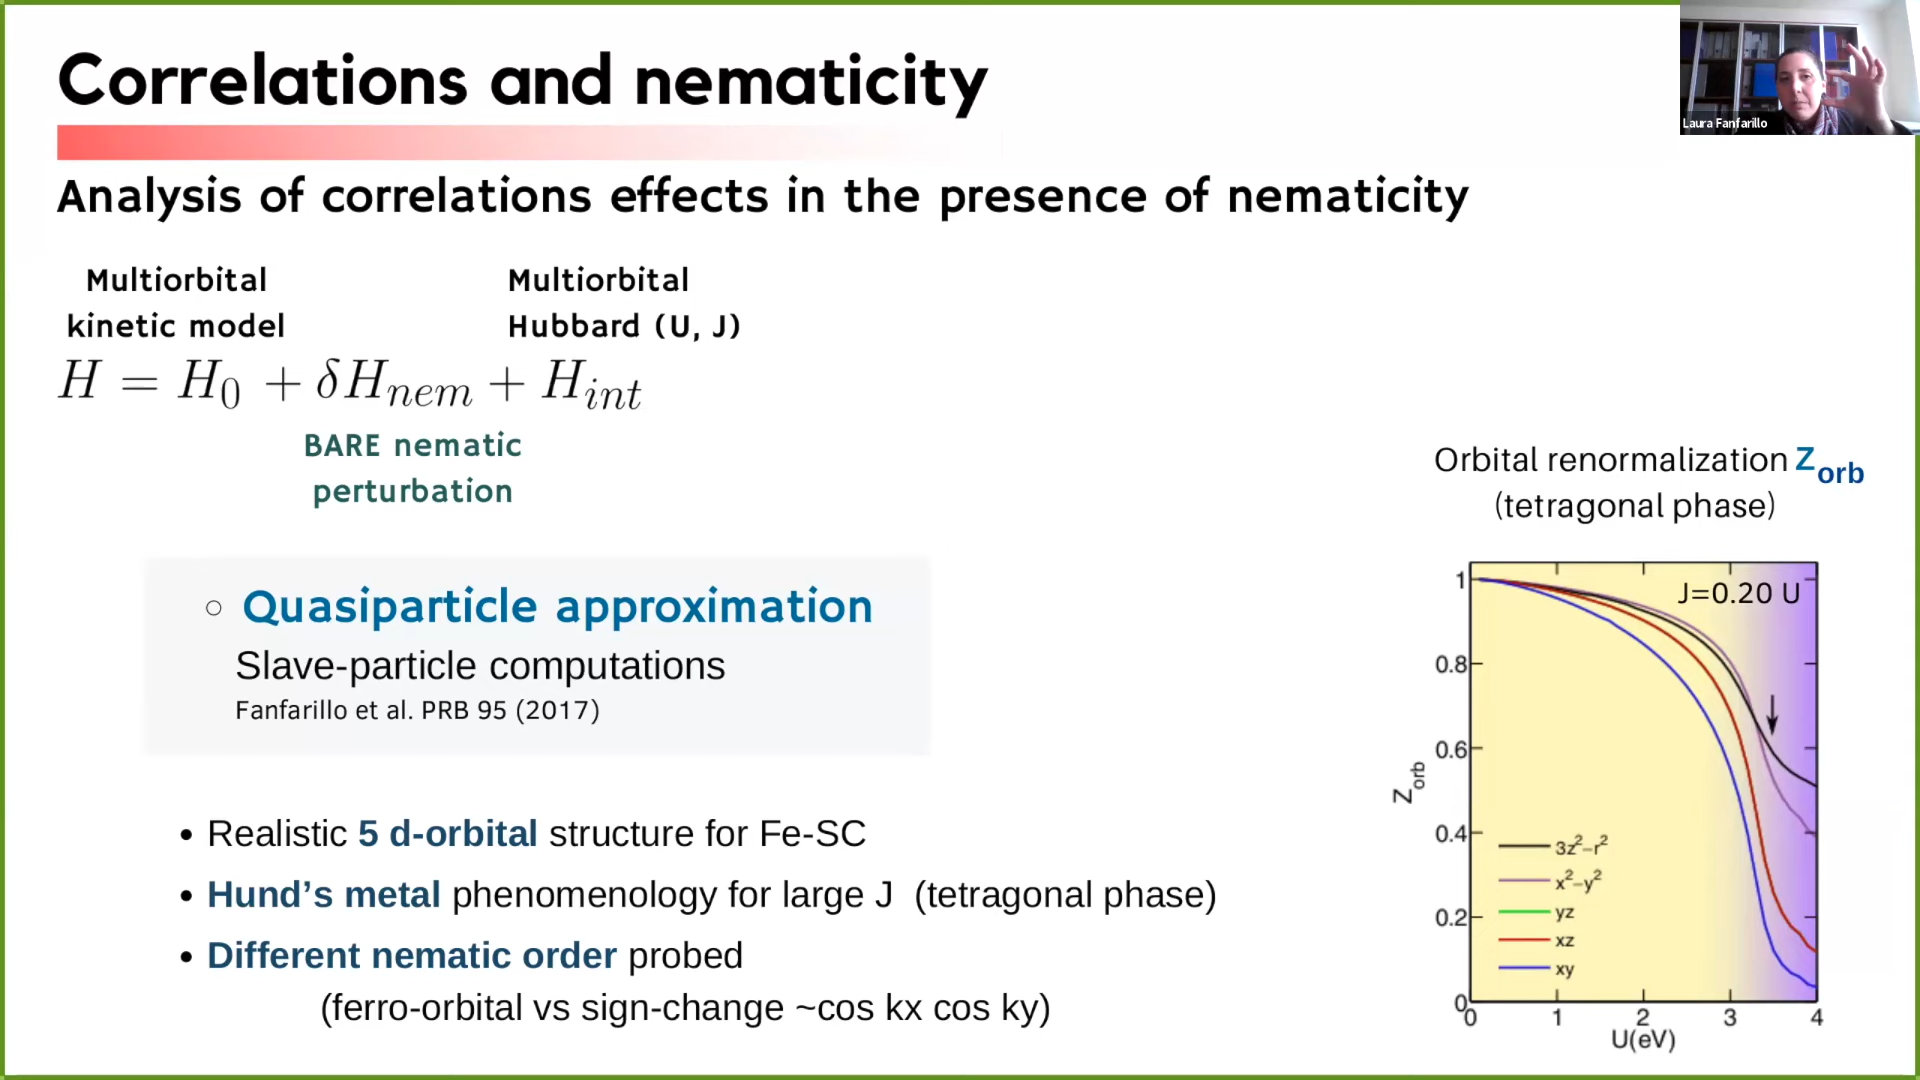 Correlations and nematicity
Laura Fanfarillo
Analysis of correlations effects in the presence of nematicity
Multiorbital
kinetic model
Multiorbital
Hubbard (U, J)
H = H₀ + δHₙₑₘ + Hᵢₙₜ
BARE nematic
perturbation
○ Quasiparticle approximation
Slave-particle computations
Fanfarillo et al. PRB 95 (2017)
• Realistic 5 d-orbital structure for Fe-SC
• Hund’s metal phenomenology for large J (tetragonal phase)
• Different nematic order probed
(ferro-orbital vs sign-change ~cos kx cos ky)
Orbital renormalization Zorb
(tetragonal phase)
J=0.20 U
1
0.8
0.6
0.4
0.2
0
Zorb
3z²–r²
x²–y²
yz
xz
xy
0 1 2 3 4
U(eV)